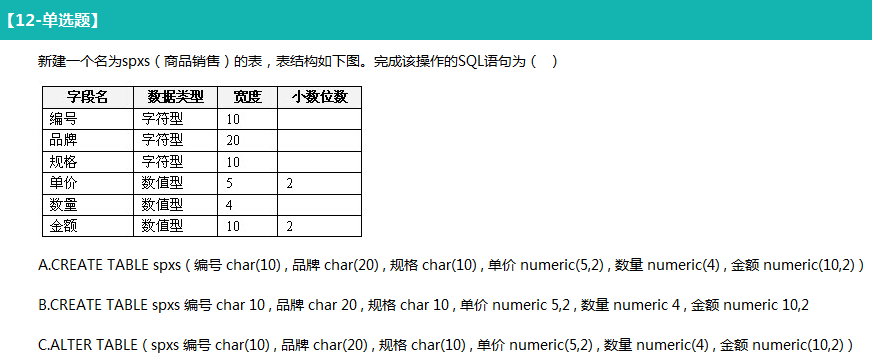 【12-单选题】
新建一个名为spxs（商品销售）的表，表结构如下图。完成该操作的SQL语句为（ ）
字段名 数据类型 宽度 小数位数
编号 字符型 10
品牌 字符型 20
规格 字符型 10
单价 数值型 5 2
数量 数值型 4
金额 数值型 10 2
A.CREATE TABLE spxs ( 编号 char(10) , 品牌 char(20) , 规格 char(10) , 单价 numeric(5,2) , 数量 numeric(4) , 金额 numeric(10,2) )
B.CREATE TABLE spxs 编号 char 10 , 品牌 char 20 , 规格 char 10 , 单价 numeric 5,2 , 数量 numeric 4 , 金额 numeric 10,2
C.ALTER TABLE ( spxs 编号 char(10) , 品牌 char(20) , 规格 char(10) , 单价 numeric(5,2) , 数量 numeric(4) , 金额 numeric(10,2) )